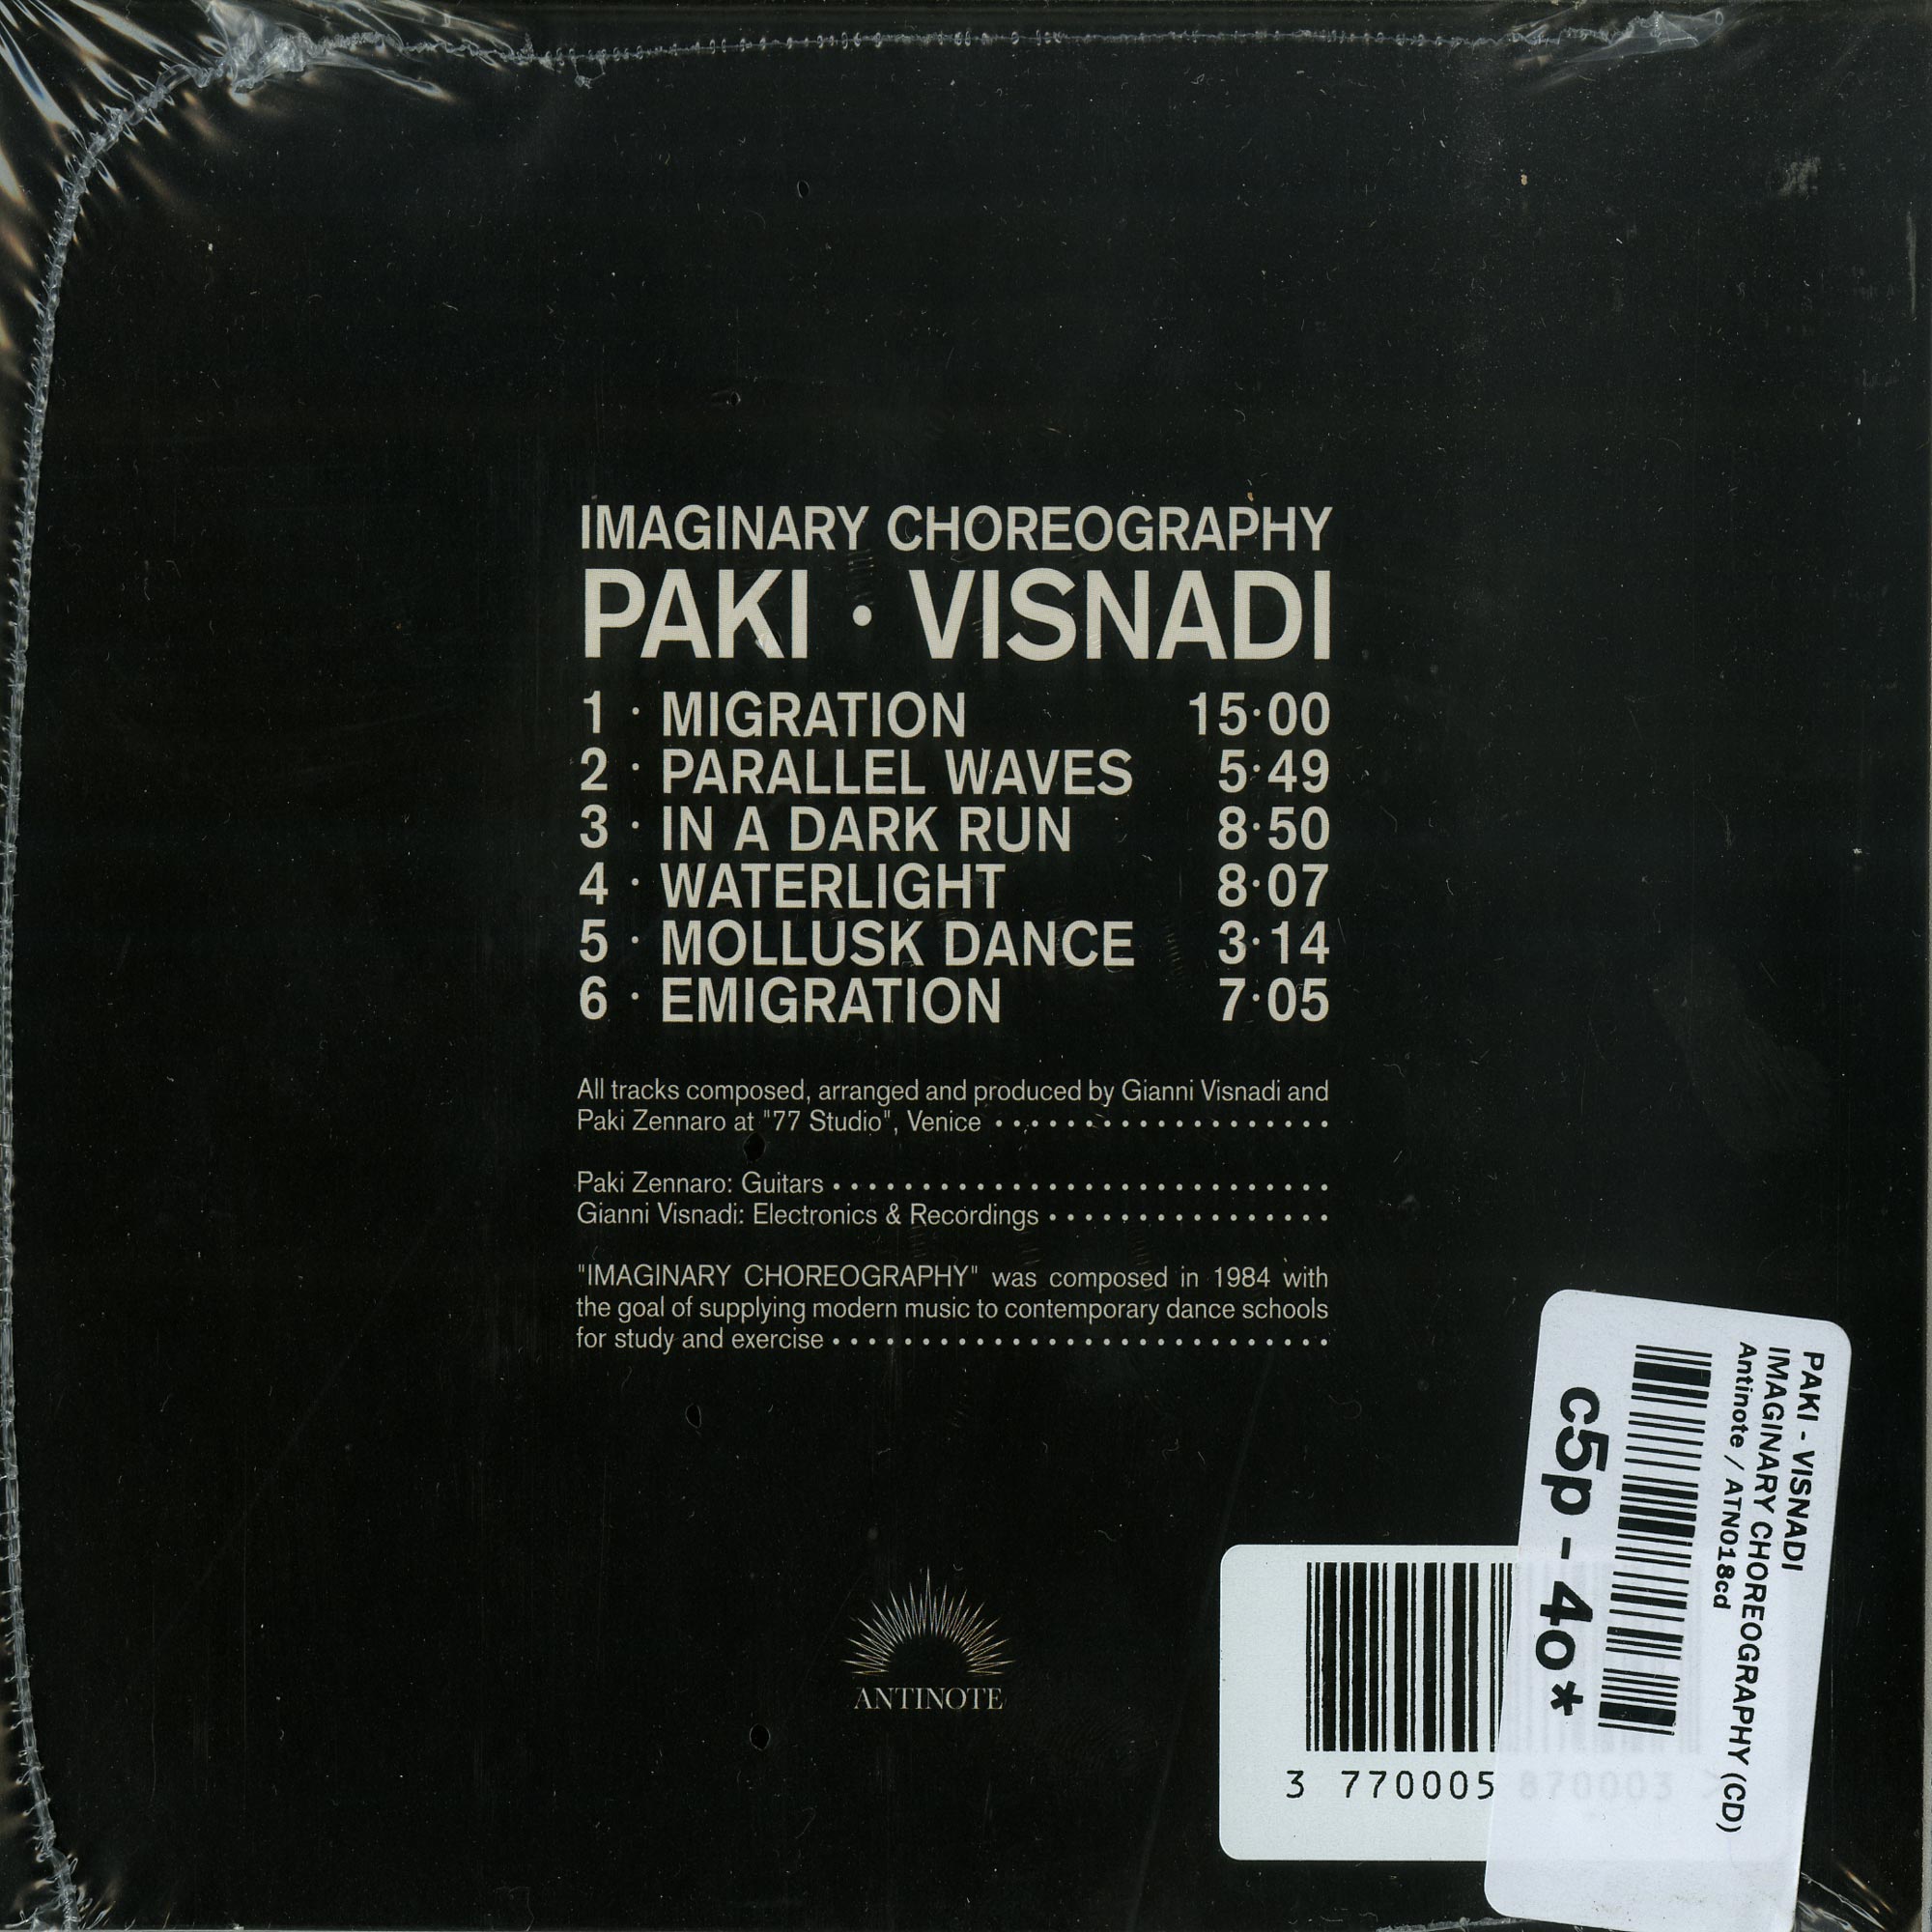 IMAGINARY CHOREOGRAPHY
PAKI · VISNADI
1 · MIGRATION 15·00
2 · PARALLEL WAVES 5·49
3 · IN A DARK RUN 8·50
4 · WATERLIGHT 8·07
5 · MOLLUSK DANCE 3·14
6 · EMIGRATION 7·05
All tracks composed, arranged and produced by Gianni Visnadi and
Paki Zennaro at "77 Studio", Venice
Paki Zennaro: Guitars
Gianni Visnadi: Electronics & Recordings
"IMAGINARY CHOREOGRAPHY" was composed in 1984 with
the goal of supplying modern music to contemporary dance schools
for study and exercise
ANTINOTE
3 770005 870003 >
PAKI - VISNADI
IMAGINARY CHOREOGRAPHY (CD)
Antinote / ATN018cd
c5p - 4o*